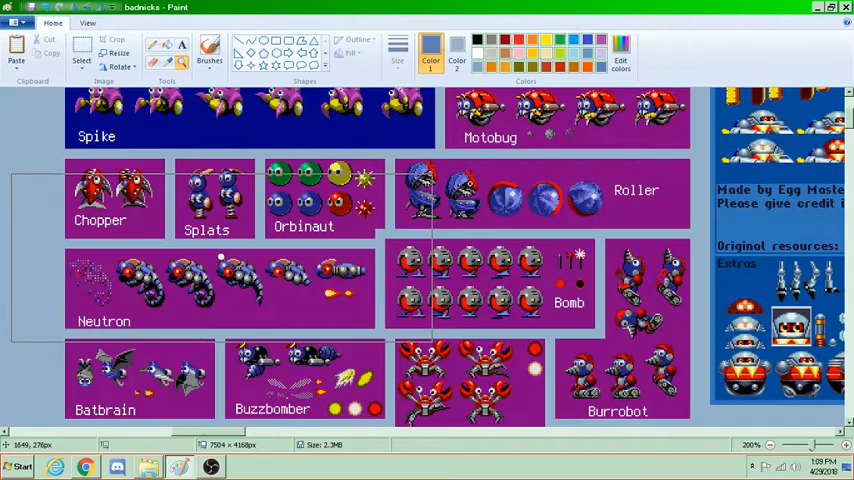 badnicks - Paint
Home View
Paste
Cut
Copy
Clipboard
Select
Crop
Resize
Rotate
Image
Tools
Brushes
Shapes
Outline
Fill
Size
Color 1
Color 2
Colors
Edit colors
Spike
Motobug
Chopper
Splats
Orbinaut
Roller
Neutron
Bomb
Batbrain
Buzzbomber
Burrobot
Made by Egg Maste
Please give credit i
Original resources:
Extras
1649, 276px
7504 × 4168px
Size: 2.3MB
200%
Start
1:09 PM
4/29/2018